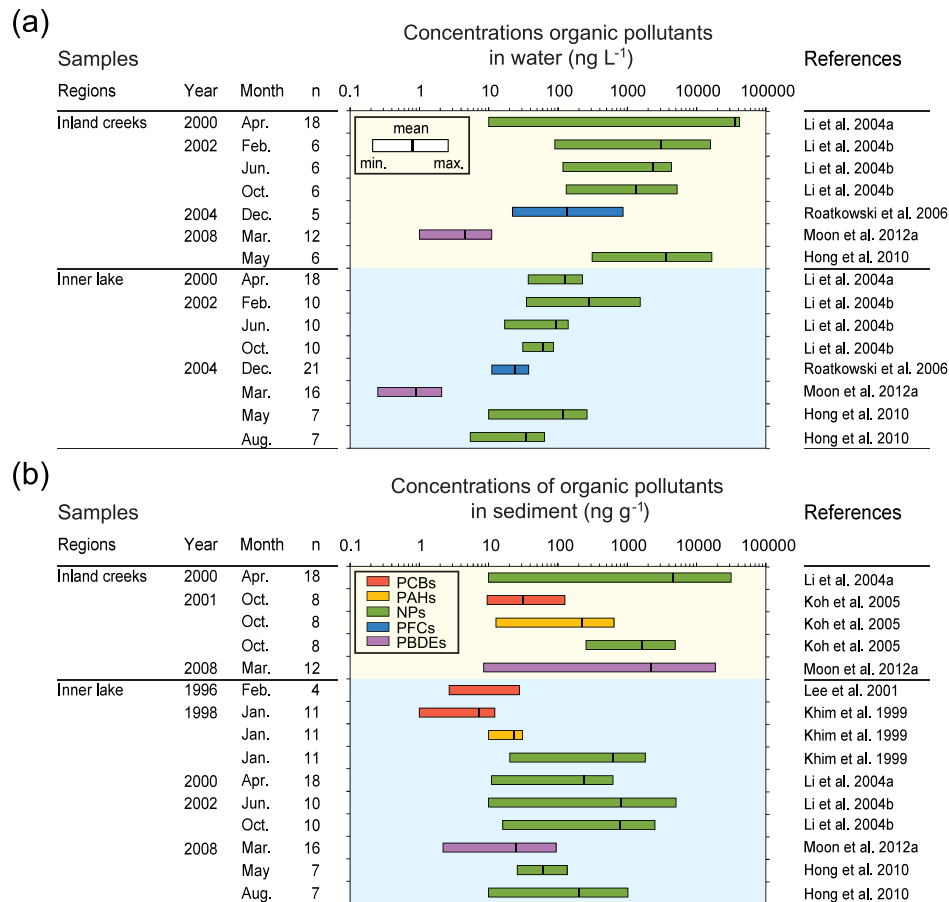 (a)
Concentrations organic pollutants
in water (ng L-1)
Samples
References
Regions Year Month n 0.1 1 10 100 1000 10000 100000
Inland creeks 2000 Apr. 18 Li et al. 2004a
mean
min. max.
2002 Feb. 6 Li et al. 2004b
Jun. 6 Li et al. 2004b
Oct. 6 Li et al. 2004b
2004 Dec. 5 Roatkowski et al. 2006
2008 Mar. 12 Moon et al. 2012a
May 6 Hong et al. 2010
Inner lake 2000 Apr. 18 Li et al. 2004a
2002 Feb. 10 Li et al. 2004b
Jun. 10 Li et al. 2004b
Oct. 10 Li et al. 2004b
2004 Dec. 21 Roatkowski et al. 2006
Mar. 16 Moon et al. 2012a
May 7 Hong et al. 2010
Aug. 7 Hong et al. 2010
(b)
Concentrations of organic pollutants
in sediment (ng g-1)
Samples
References
Regions Year Month n 0.1 1 10 100 1000 10000 100000
Inland creeks 2000 Apr. 18 Li et al. 2004a
PCBs
PAHs
NPs
PFCs
PBDEs
2001 Oct. 8 Koh et al. 2005
Oct. 8 Koh et al. 2005
Oct. 8 Koh et al. 2005
2008 Mar. 12 Moon et al. 2012a
Inner lake 1996 Feb. 4 Lee et al. 2001
1998 Jan. 11 Khim et al. 1999
Jan. 11 Khim et al. 1999
Jan. 11 Khim et al. 1999
2000 Apr. 18 Li et al. 2004a
2002 Jun. 10 Li et al. 2004b
Oct. 10 Li et al. 2004b
2008 Mar. 16 Moon et al. 2012a
May 7 Hong et al. 2010
Aug. 7 Hong et al. 2010